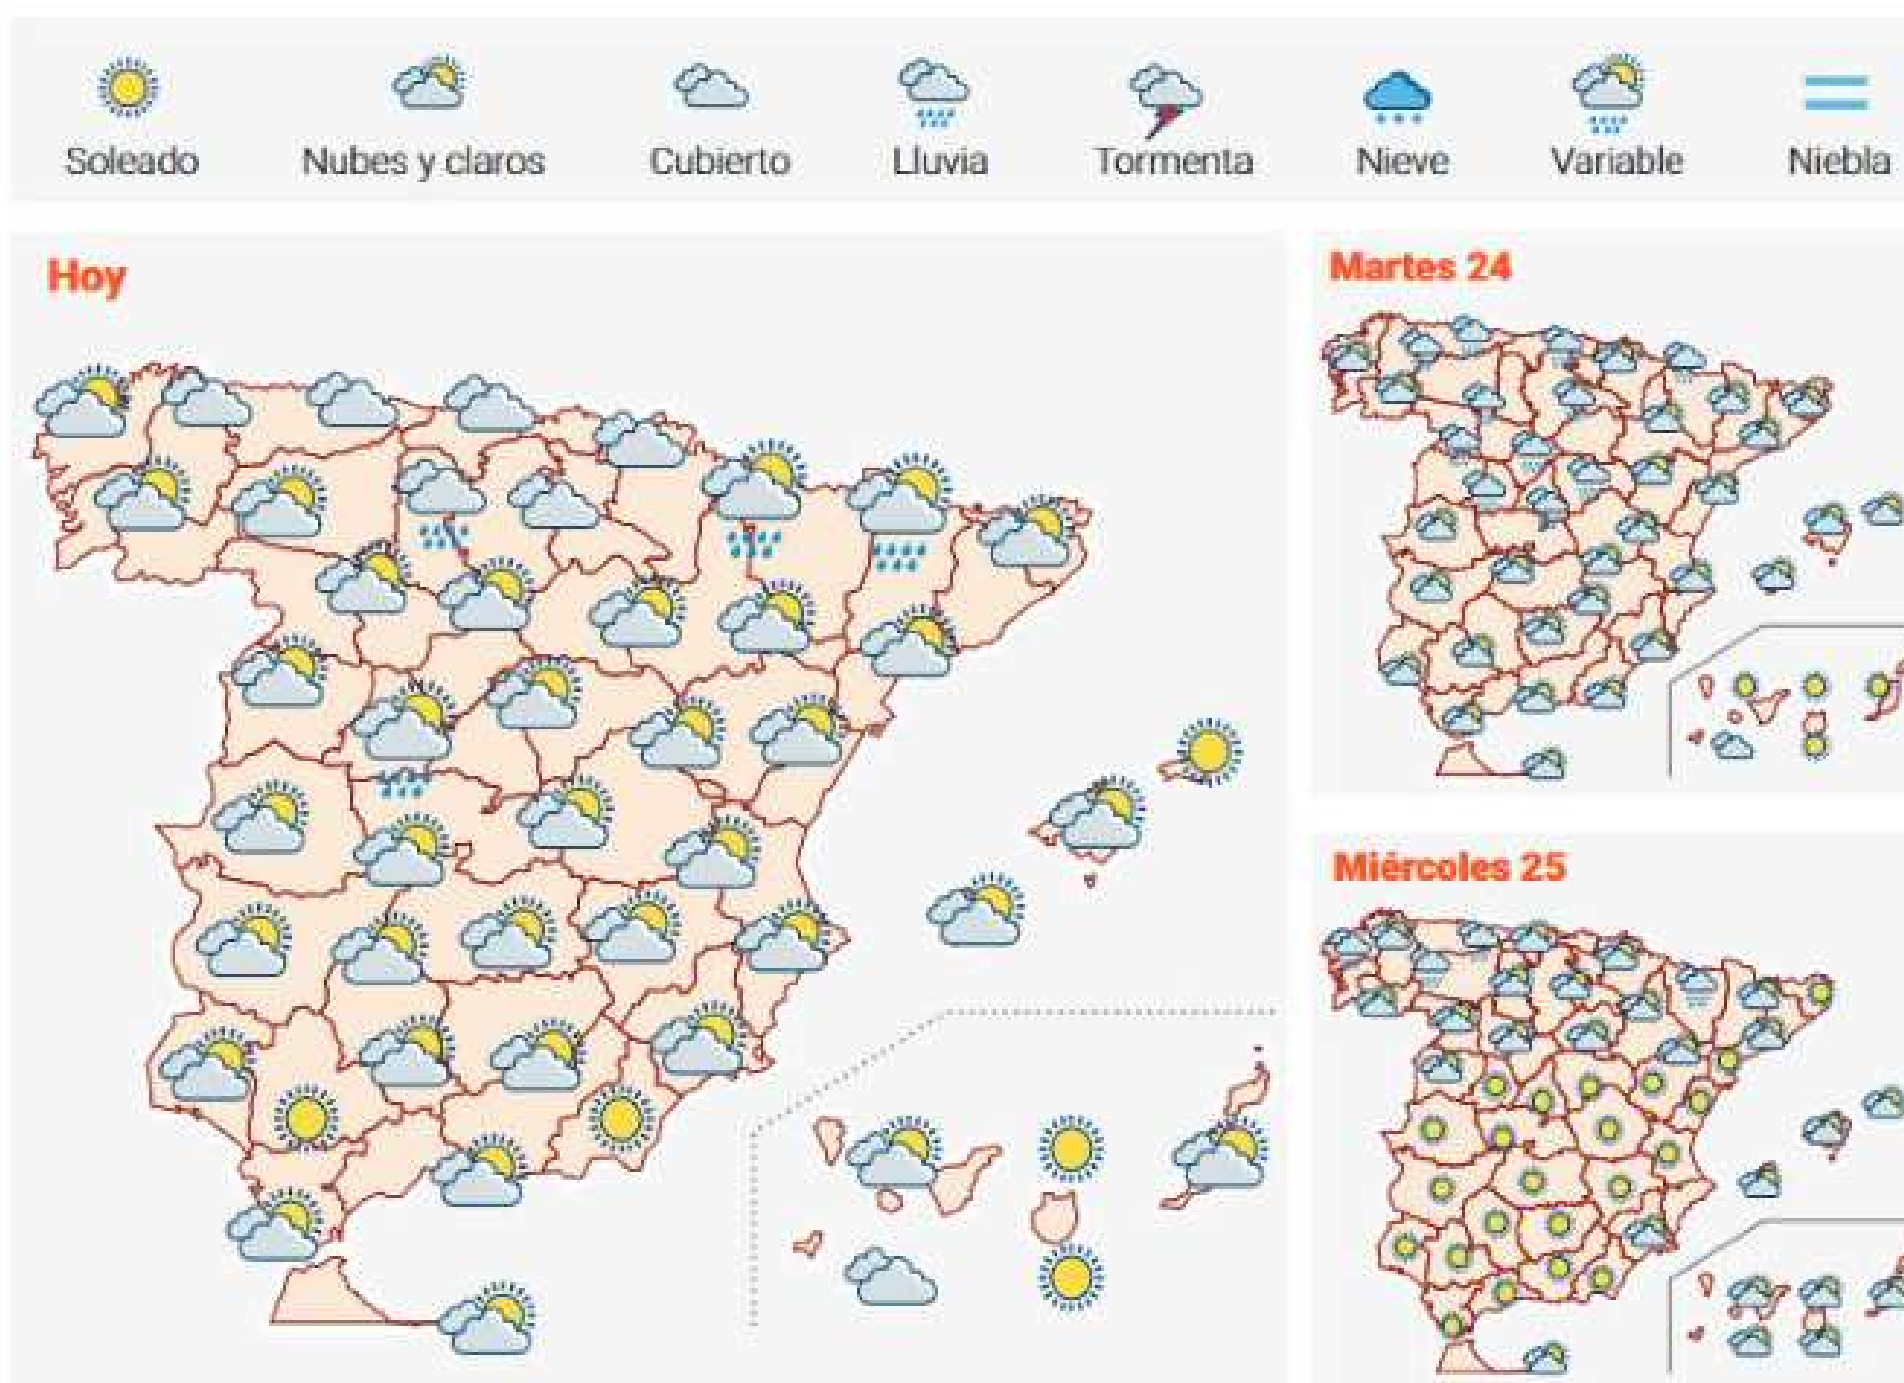 Soleado
Nubes y claros
Cubierto
Lluvia
Tormenta
Nieve
Variable
Niebla
Hoy
Martes 24
Miércoles 25